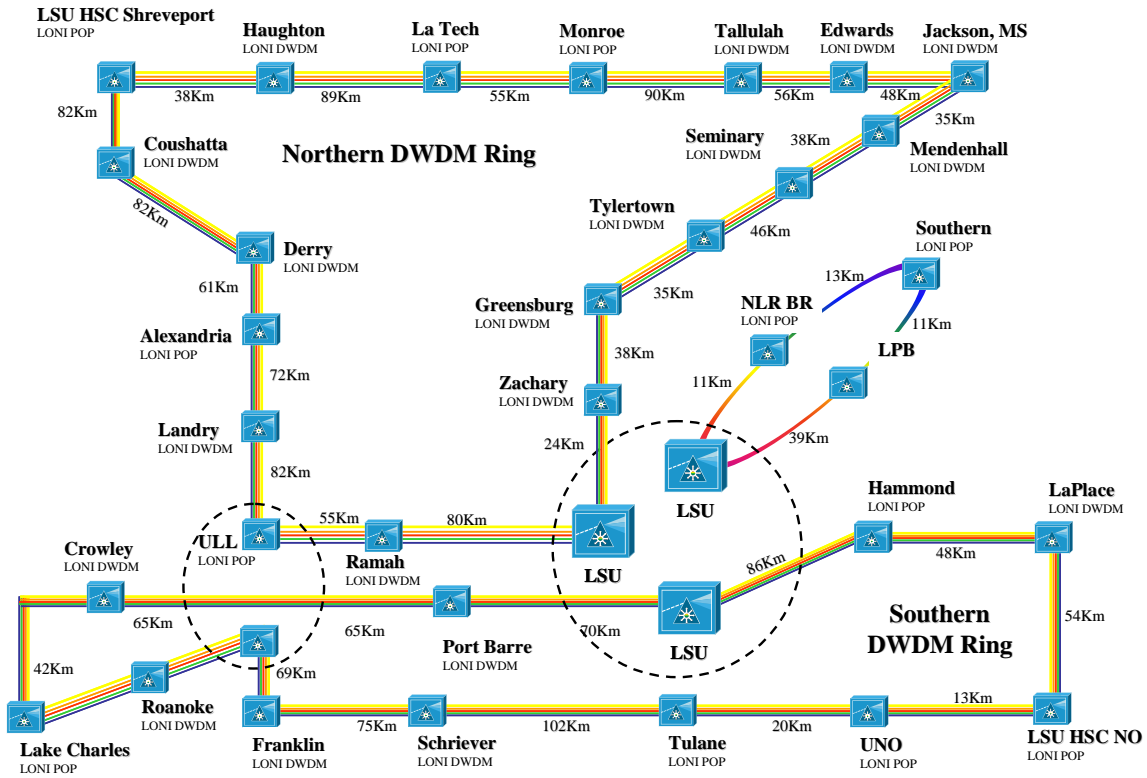 LSU HSC Shreveport
LONI POP
Haughton
LONI DWDM
La Tech
LONI POP
Monroe
LONI POP
Tallulah
LONI DWDM
Edwards
LONI DWDM
Jackson, MS
LONI DWDM
38Km
89Km
55Km
90Km
56Km
48Km
82Km
35Km
Coushatta
LONI DWDM
Northern DWDM Ring
Seminary
LONI DWDM
38Km
Mendenhall
LONI DWDM
82Km
Tylertown
LONI DWDM
46Km
Derry
LONI DWDM
Southern
LONI POP
61Km
35Km
13Km
Greensburg
LONI DWDM
NLR BR
LONI POP
11Km
Alexandria
LONI POP
38Km
LPB
72Km
11Km
Zachary
LONI DWDM
Landry
LONI DWDM
39Km
24Km
82Km
LSU
Hammond
LONI POP
LaPlace
LONI DWDM
55Km
80Km
ULL
LONI POP
Ramah
LONI DWDM
LSU
86Km
48Km
Crowley
LONI DWDM
65Km
65Km
70Km
Southern
DWDM Ring
54Km
Port Barre
LONI DWDM
LSU
42Km
69Km
Roanoke
LONI DWDM
13Km
75Km
102Km
20Km
Lake Charles
LONI POP
Franklin
LONI DWDM
Schriever
LONI DWDM
Tulane
LONI POP
UNO
LONI POP
LSU HSC NO
LONI POP